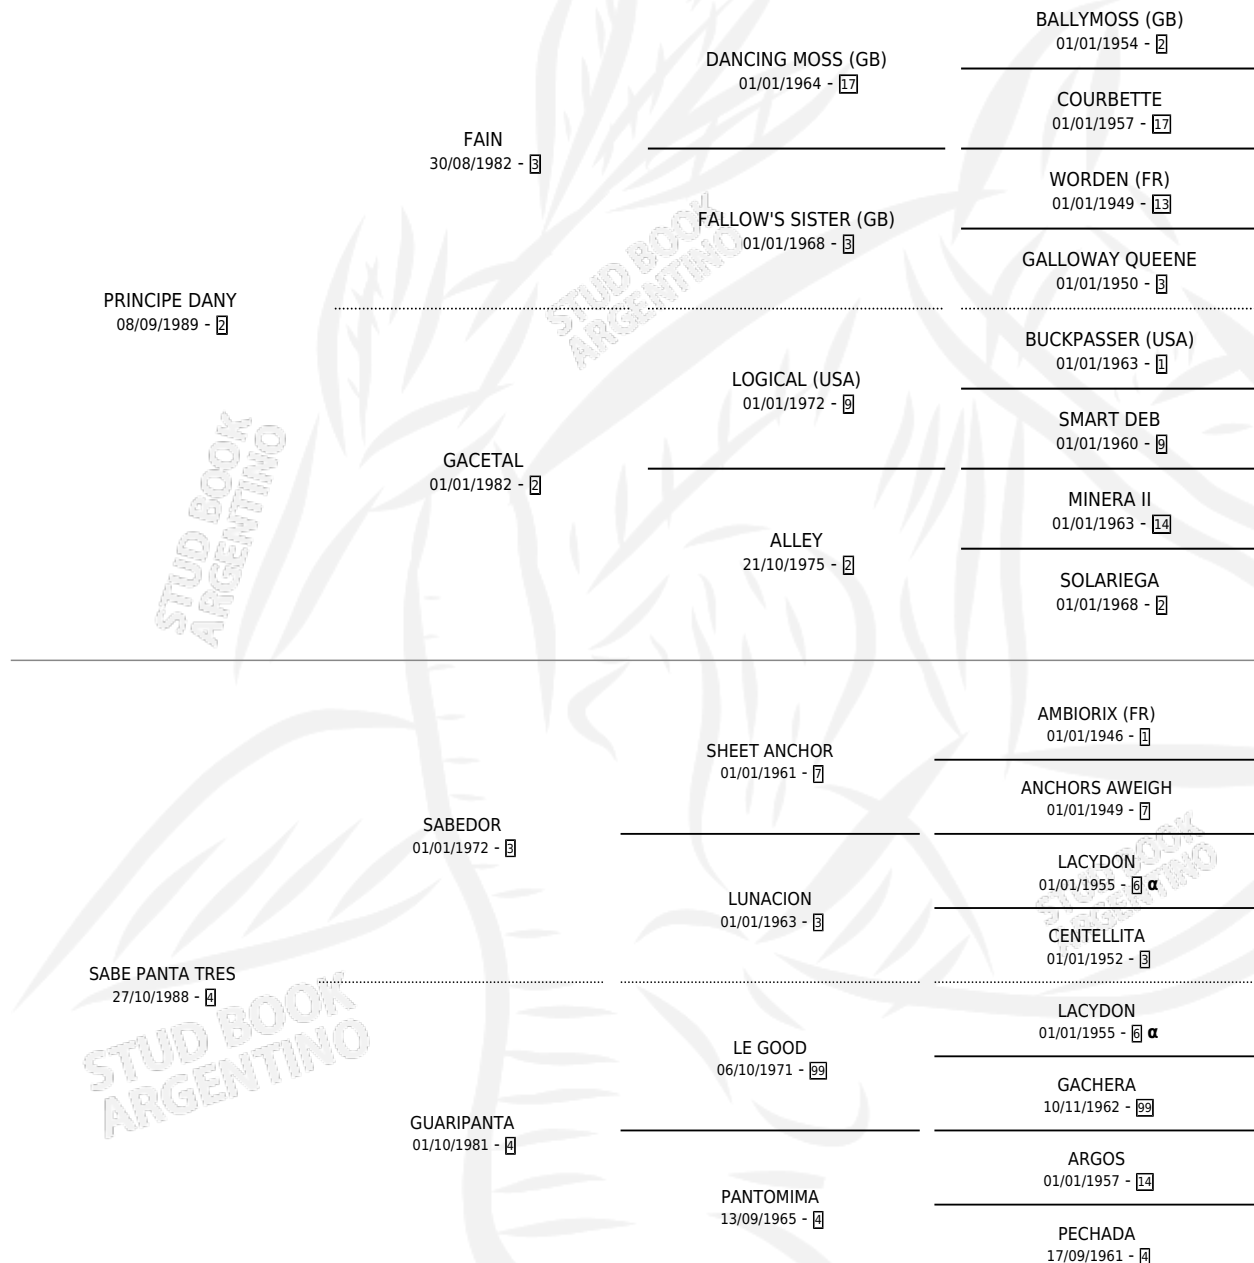 BALLYMOSS (GB)
01/01/1954 - 2
DANCING MOSS (GB)
01/01/1964 - 17
COURBETTE
01/01/1957 - 17
FAIN
30/08/1982 - 3
WORDEN (FR)
01/01/1949 - 13
FALLOW'S SISTER (GB)
01/01/1968 - 3
GALLOWAY QUEENE
01/01/1950 - 3
PRINCIPE DANY
08/09/1989 - 2
BUCKPASSER (USA)
01/01/1963 - 1
LOGICAL (USA)
01/01/1972 - 9
SMART DEB
01/01/1960 - 9
GACETAL
01/01/1982 - 2
MINERA II
01/01/1963 - 14
ALLEY
21/10/1975 - 2
SOLARIEGA
01/01/1968 - 2
AMBIORIX (FR)
01/01/1946 - 1
SHEET ANCHOR
01/01/1961 - 7
ANCHORS AWEIGH
01/01/1949 - 7
SABEDOR
01/01/1972 - 3
LACYDON
01/01/1955 - 6 α
LUNACION
01/01/1963 - 3
CENTELLITA
01/01/1952 - 3
SABE PANTA TRES
27/10/1988 - 4
LACYDON
01/01/1955 - 6 α
LE GOOD
06/10/1971 - 99
GACHERA
10/11/1962 - 99
GUARIPANTA
01/10/1981 - 4
ARGOS
01/01/1957 - 14
PANTOMIMA
13/09/1965 - 4
PECHADA
17/09/1961 - 4
STUD BOOK
ARGENTINO
STUD BOOK
ARGENTINO
STUD BOOK
ARGENTINO
STUD BOOK
ARGENTINO